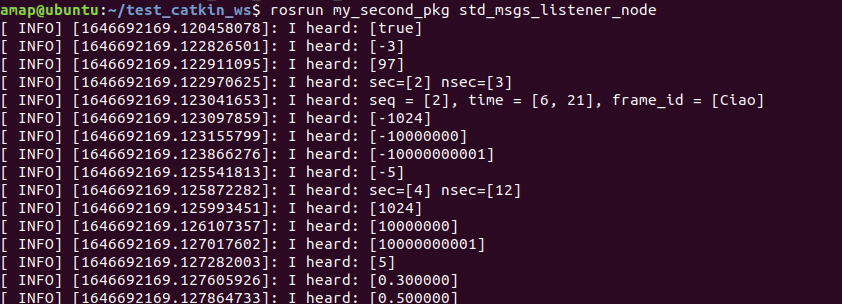 amap@ubuntu:~/test_catkin_ws$ rosrun my_second_pkg std_msgs_listener_node
[ INFO] [1646692169.120458078]: I heard: [true]
[ INFO] [1646692169.122826501]: I heard: [-3]
[ INFO] [1646692169.122911095]: I heard: [97]
[ INFO] [1646692169.122970625]: I heard: sec=[2] nsec=[3]
[ INFO] [1646692169.123041653]: I heard: seq = [2], time = [6, 21], frame_id = [Ciao]
[ INFO] [1646692169.123097859]: I heard: [-1024]
[ INFO] [1646692169.123155799]: I heard: [-10000000]
[ INFO] [1646692169.123866276]: I heard: [-10000000001]
[ INFO] [1646692169.125541813]: I heard: [-5]
[ INFO] [1646692169.125872282]: I heard: sec=[4] nsec=[12]
[ INFO] [1646692169.125993451]: I heard: [1024]
[ INFO] [1646692169.126107357]: I heard: [10000000]
[ INFO] [1646692169.127017602]: I heard: [10000000001]
[ INFO] [1646692169.127282003]: I heard: [5]
[ INFO] [1646692169.127605926]: I heard: [0.300000]
[ INFO] [1646692169.127864733]: I heard: [0.500000]